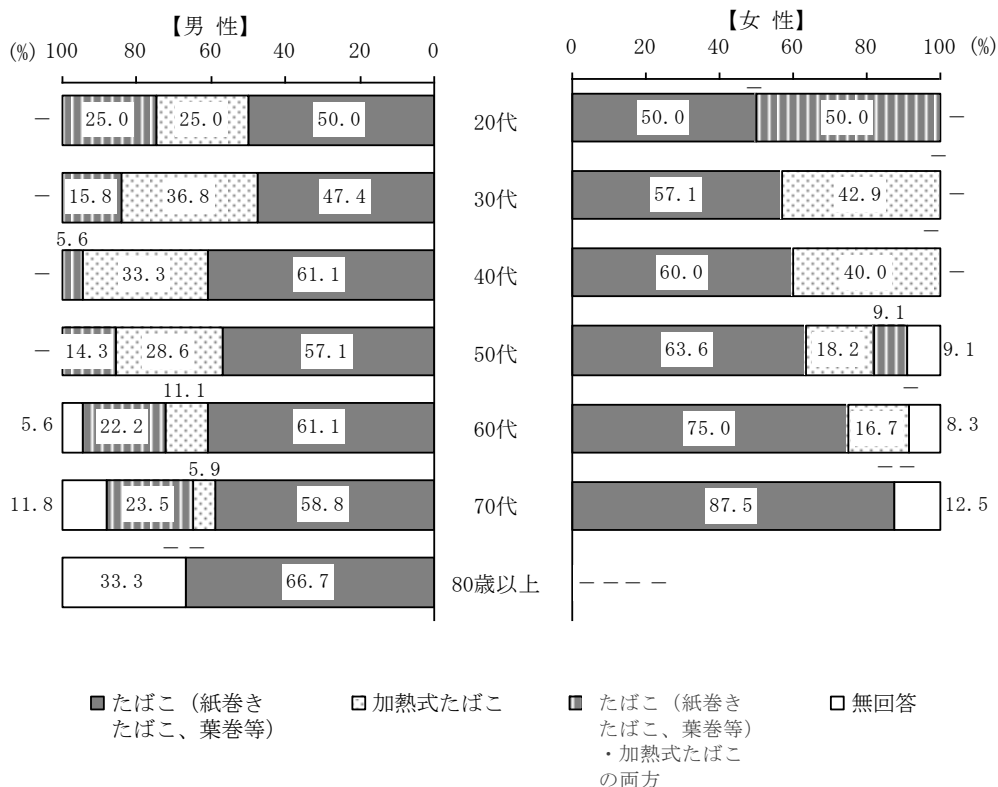 【男 性】 【女 性】
(%) 100 80 60 40 20 0 0 20 40 60 80 100 (%)
－
－ 25.0 25.0 50.0 20代 50.0 50.0 －
－
－ 15.8 36.8 47.4 30代 57.1 42.9 －
5.6 －
－ 33.3 61.1 40代 60.0 40.0 －
9.1
－ 14.3 28.6 57.1 50代 63.6 18.2 9.1
11.1 －
5.6 22.2 61.1 60代 75.0 16.7 8.3
5.9 － －
11.8 23.5 58.8 70代 87.5 12.5
－ －
33.3 66.7 80歳以上 － － － －
たばこ（紙巻き
たばこ、葉巻等）
加熱式たばこ
たばこ（紙巻き
たばこ、葉巻等）
・加熱式たばこ
の両方
無回答